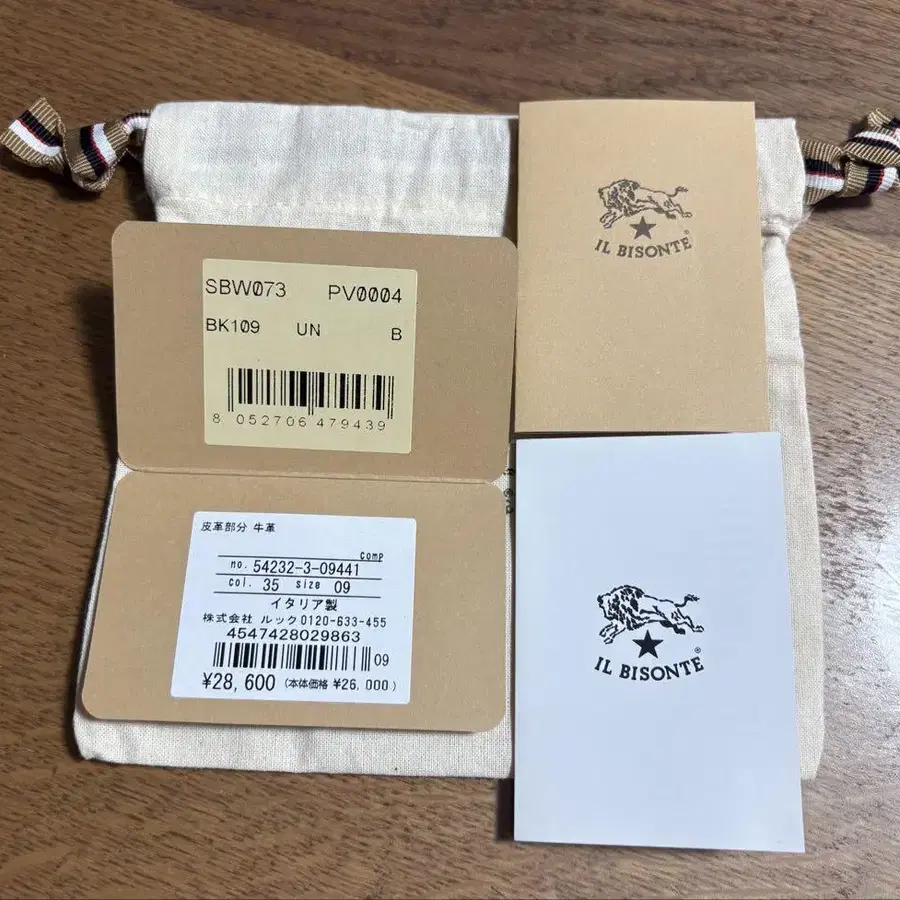 SBW073 PV0004
BK109 UN B
8 052706 479439
皮革部分 牛革
comp
no. 54232-3-09441
col. 35 size 09
イタリア製
株式会社 ルック 0120-633-455
4547428029863
09
¥28,600 (本体価格 ¥26,000)
IL BISONTE®
IL BISONTE®